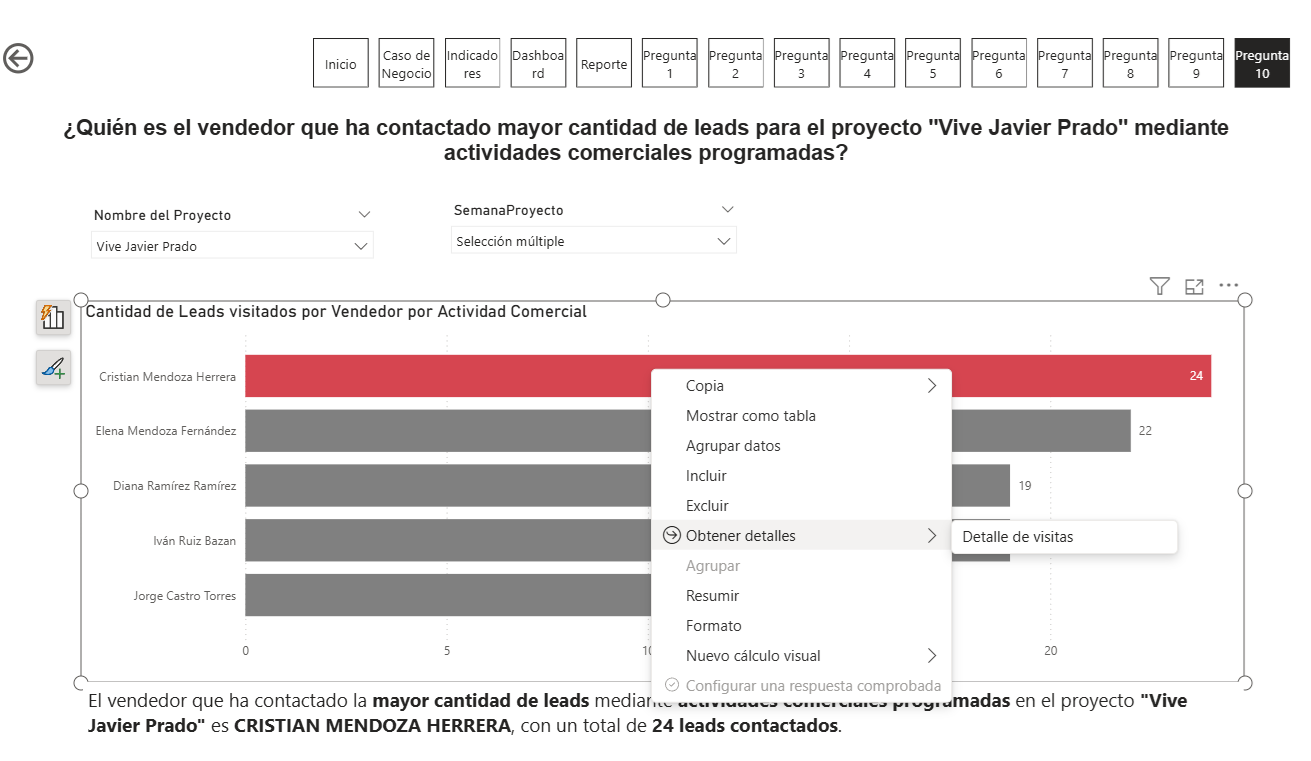 Inicio
Caso de
Negocio
Indicado
res
Dashboa
rd
Reporte
Pregunta
1
Pregunta
2
Pregunta
3
Pregunta
4
Pregunta
5
Pregunta
6
Pregunta
7
Pregunta
8
Pregunta
9
Pregunta
10
¿Quién es el vendedor que ha contactado mayor cantidad de leads para el proyecto "Vive Javier Prado" mediante
actividades comerciales programadas?
Nombre del Proyecto
Vive Javier Prado
SemanaProyecto
Selección múltiple
Cantidad de Leads visitados por Vendedor por Actividad Comercial
Cristian Mendoza Herrera
24
Elena Mendoza Fernández
22
Diana Ramírez Ramírez
19
Iván Ruiz Bazan
Jorge Castro Torres
0
5
10
20
Copia
Mostrar como tabla
Agrupar datos
Incluir
Excluir
Obtener detalles
Detalle de visitas
Agrupar
Resumir
Formato
Nuevo cálculo visual
Configurar una respuesta comprobada
El vendedor que ha contactado la mayor cantidad de leads mediante actividades comerciales programadas en el proyecto "Vive
Javier Prado" es CRISTIAN MENDOZA HERRERA, con un total de 24 leads contactados.